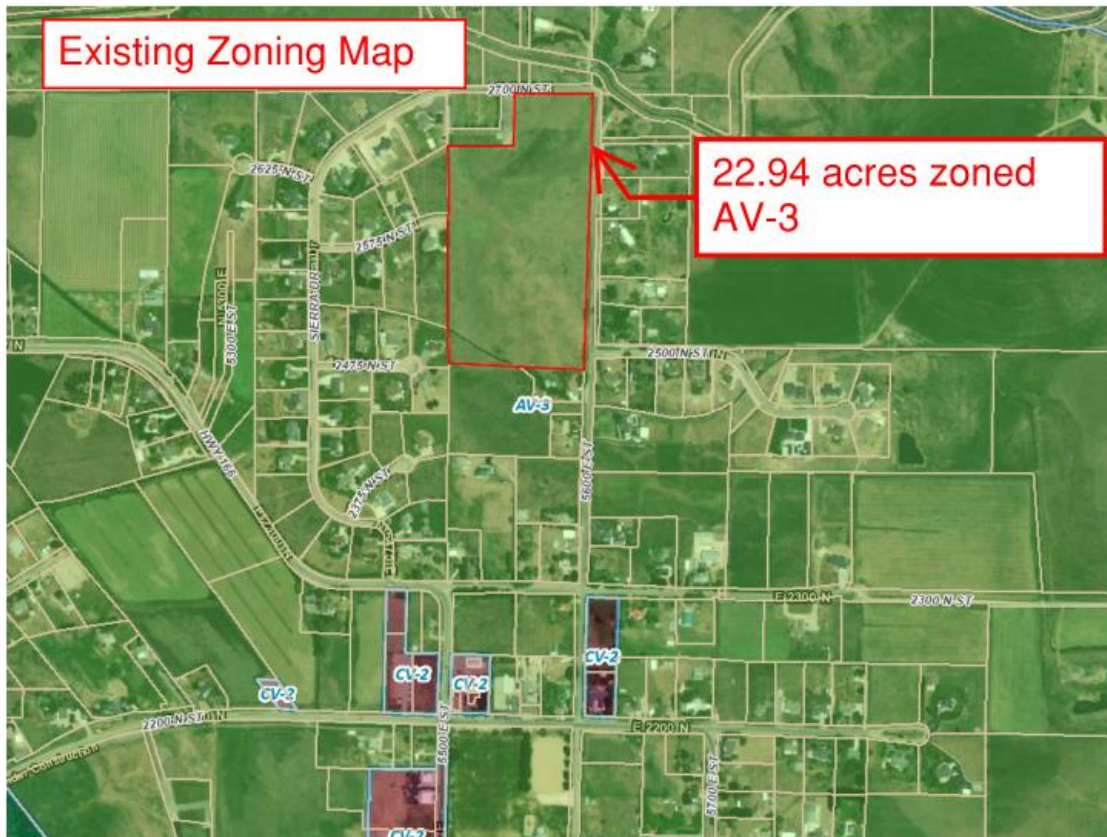 Existing Zoning Map
2700 N ST
22.94 acres zoned
AV-3
2625 N ST
2575 N ST
SIERRA DR
5300 E ST
2475 N ST
2500 N ST
AV-3
HWY 166
5600 E ST
2375 N ST
E 2300 N
2300 N ST
CV-2
CV-2
CV-2
CV-2
2200 N ST
E 2200 N
5500 E ST
5700 E ST
CV-2